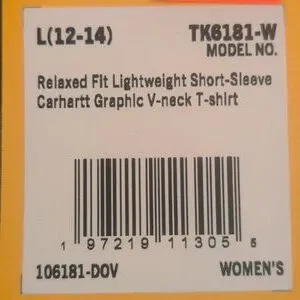 L(12-14) TK6181-W
MODEL NO.
Relaxed Fit Lightweight Short-Sleeve
Carhartt Graphic V-neck T-shirt
1 97219 11305 5
106181-DOV WOMEN'S